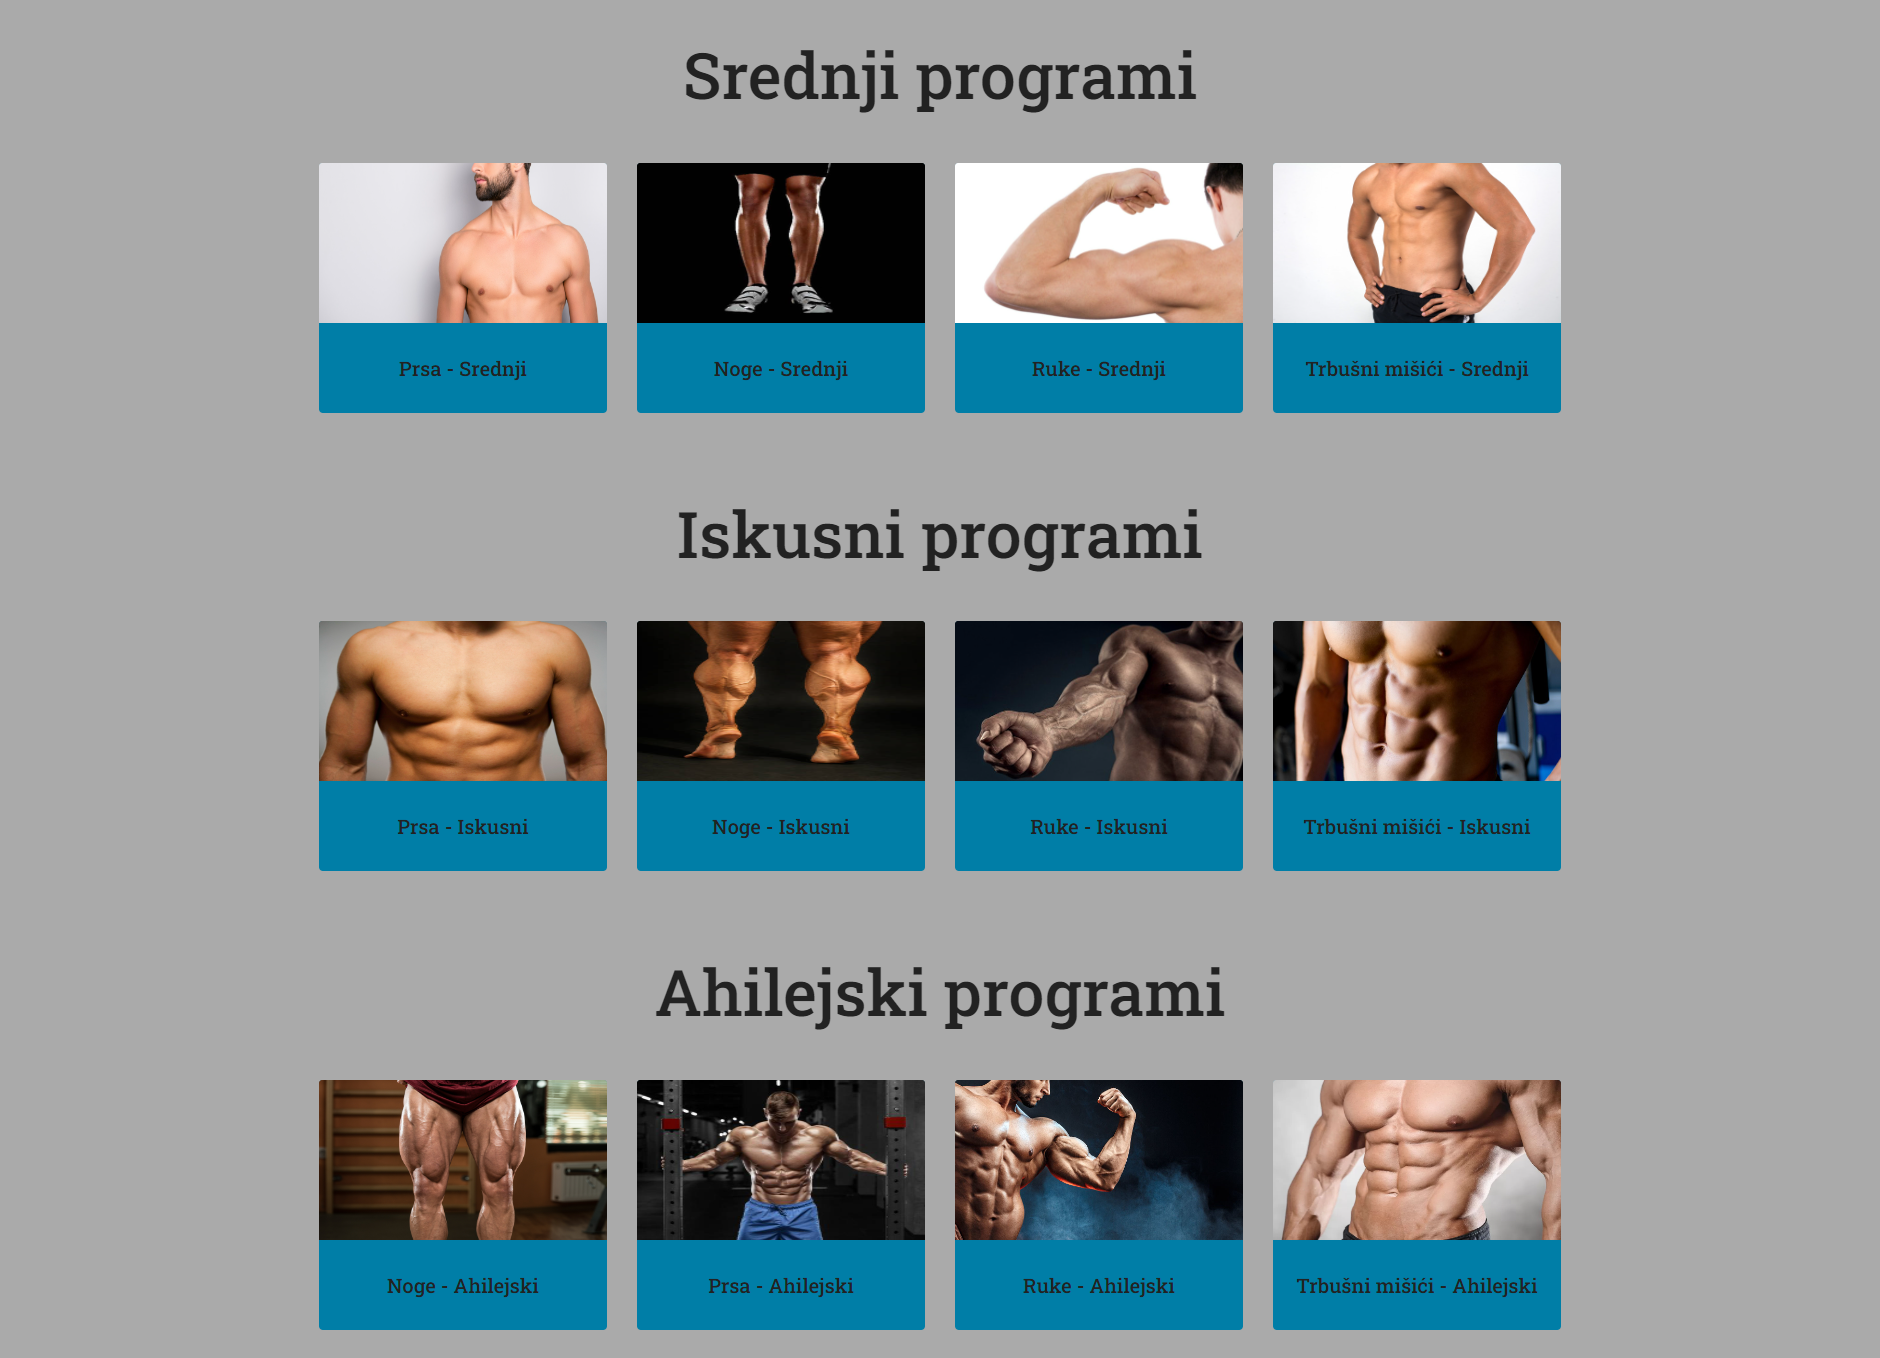 Srednji programi
Prsa - Srednji
Noge - Srednji
Ruke - Srednji
Trbušni mišići - Srednji
Iskusni programi
Prsa - Iskusni
Noge - Iskusni
Ruke - Iskusni
Trbušni mišići - Iskusni
Ahilejski programi
Noge - Ahilejski
Prsa - Ahilejski
Ruke - Ahilejski
Trbušni mišići - Ahilejski